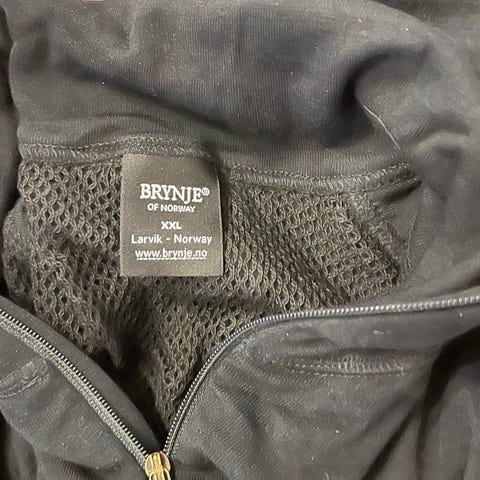 BRYNJE®
OF NORWAY
XXL
Larvik - Norway
www.brynje.no